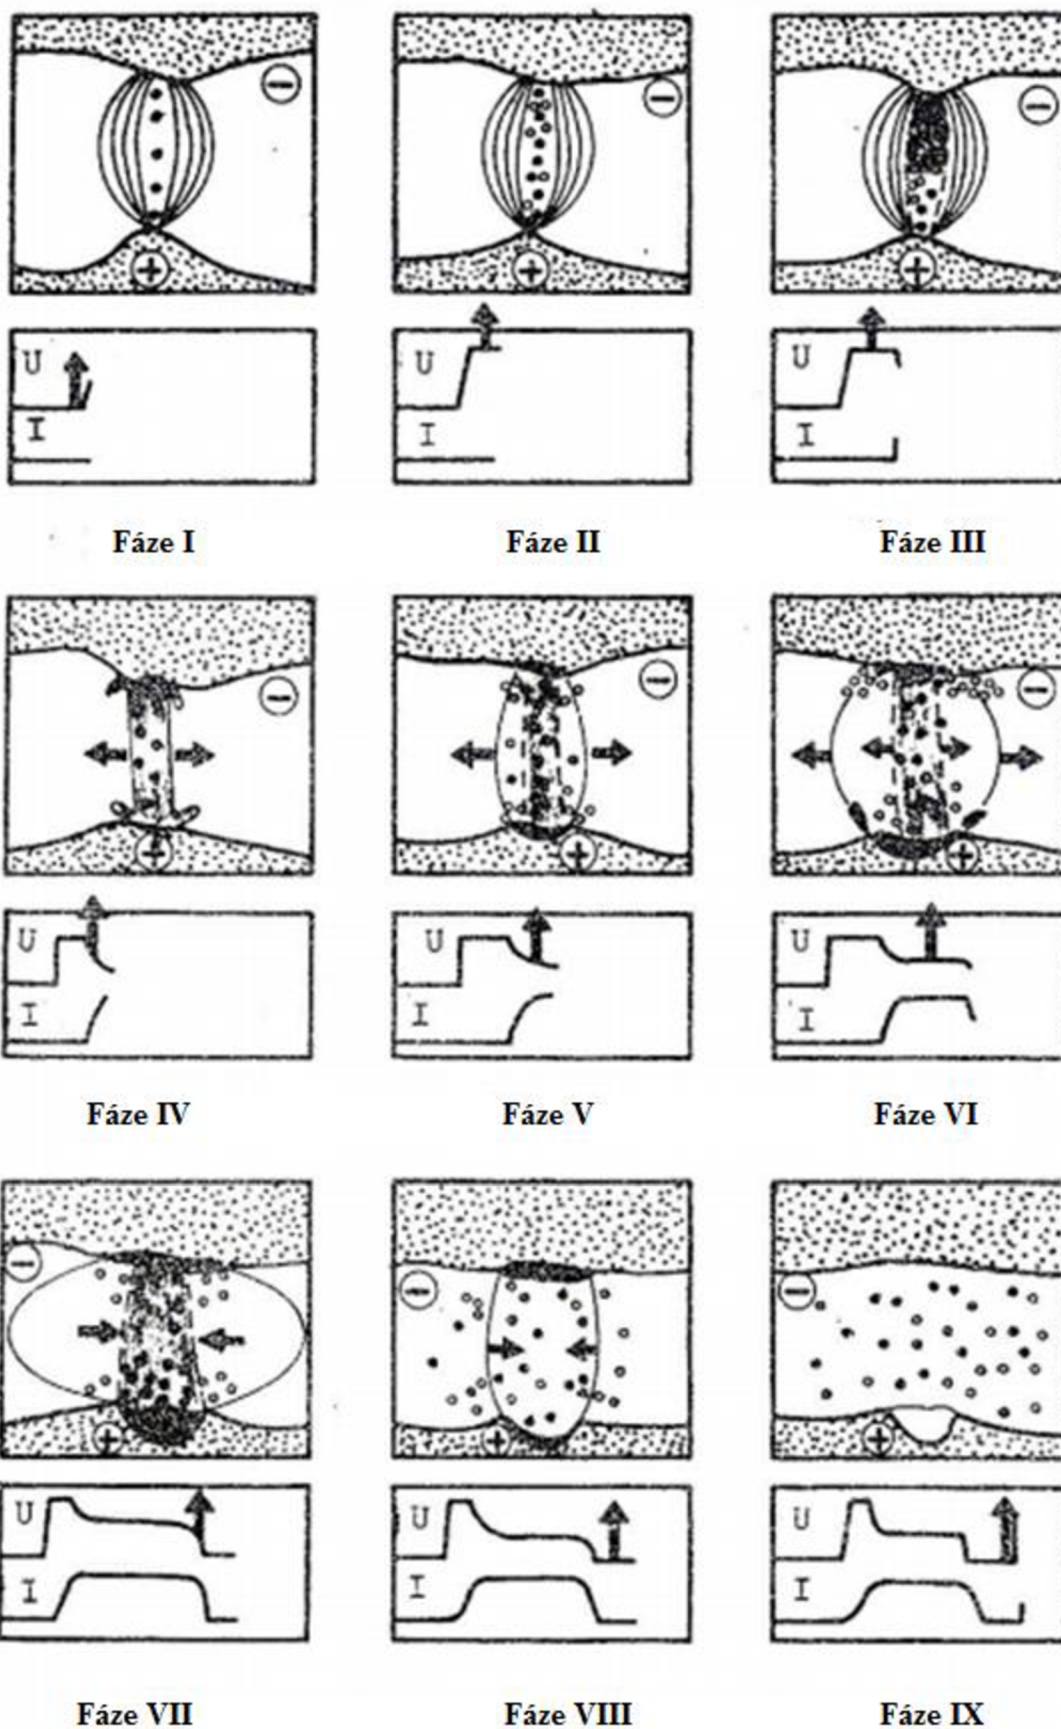 − − −
+ + +
U U U
I I I
Fáze I Fáze II Fáze III
− − −
+ + +
U U U
I I I
Fáze IV Fáze V Fáze VI
− − −
+ + +
U U U
I I I
Fáze VII Fáze VIII Fáze IX